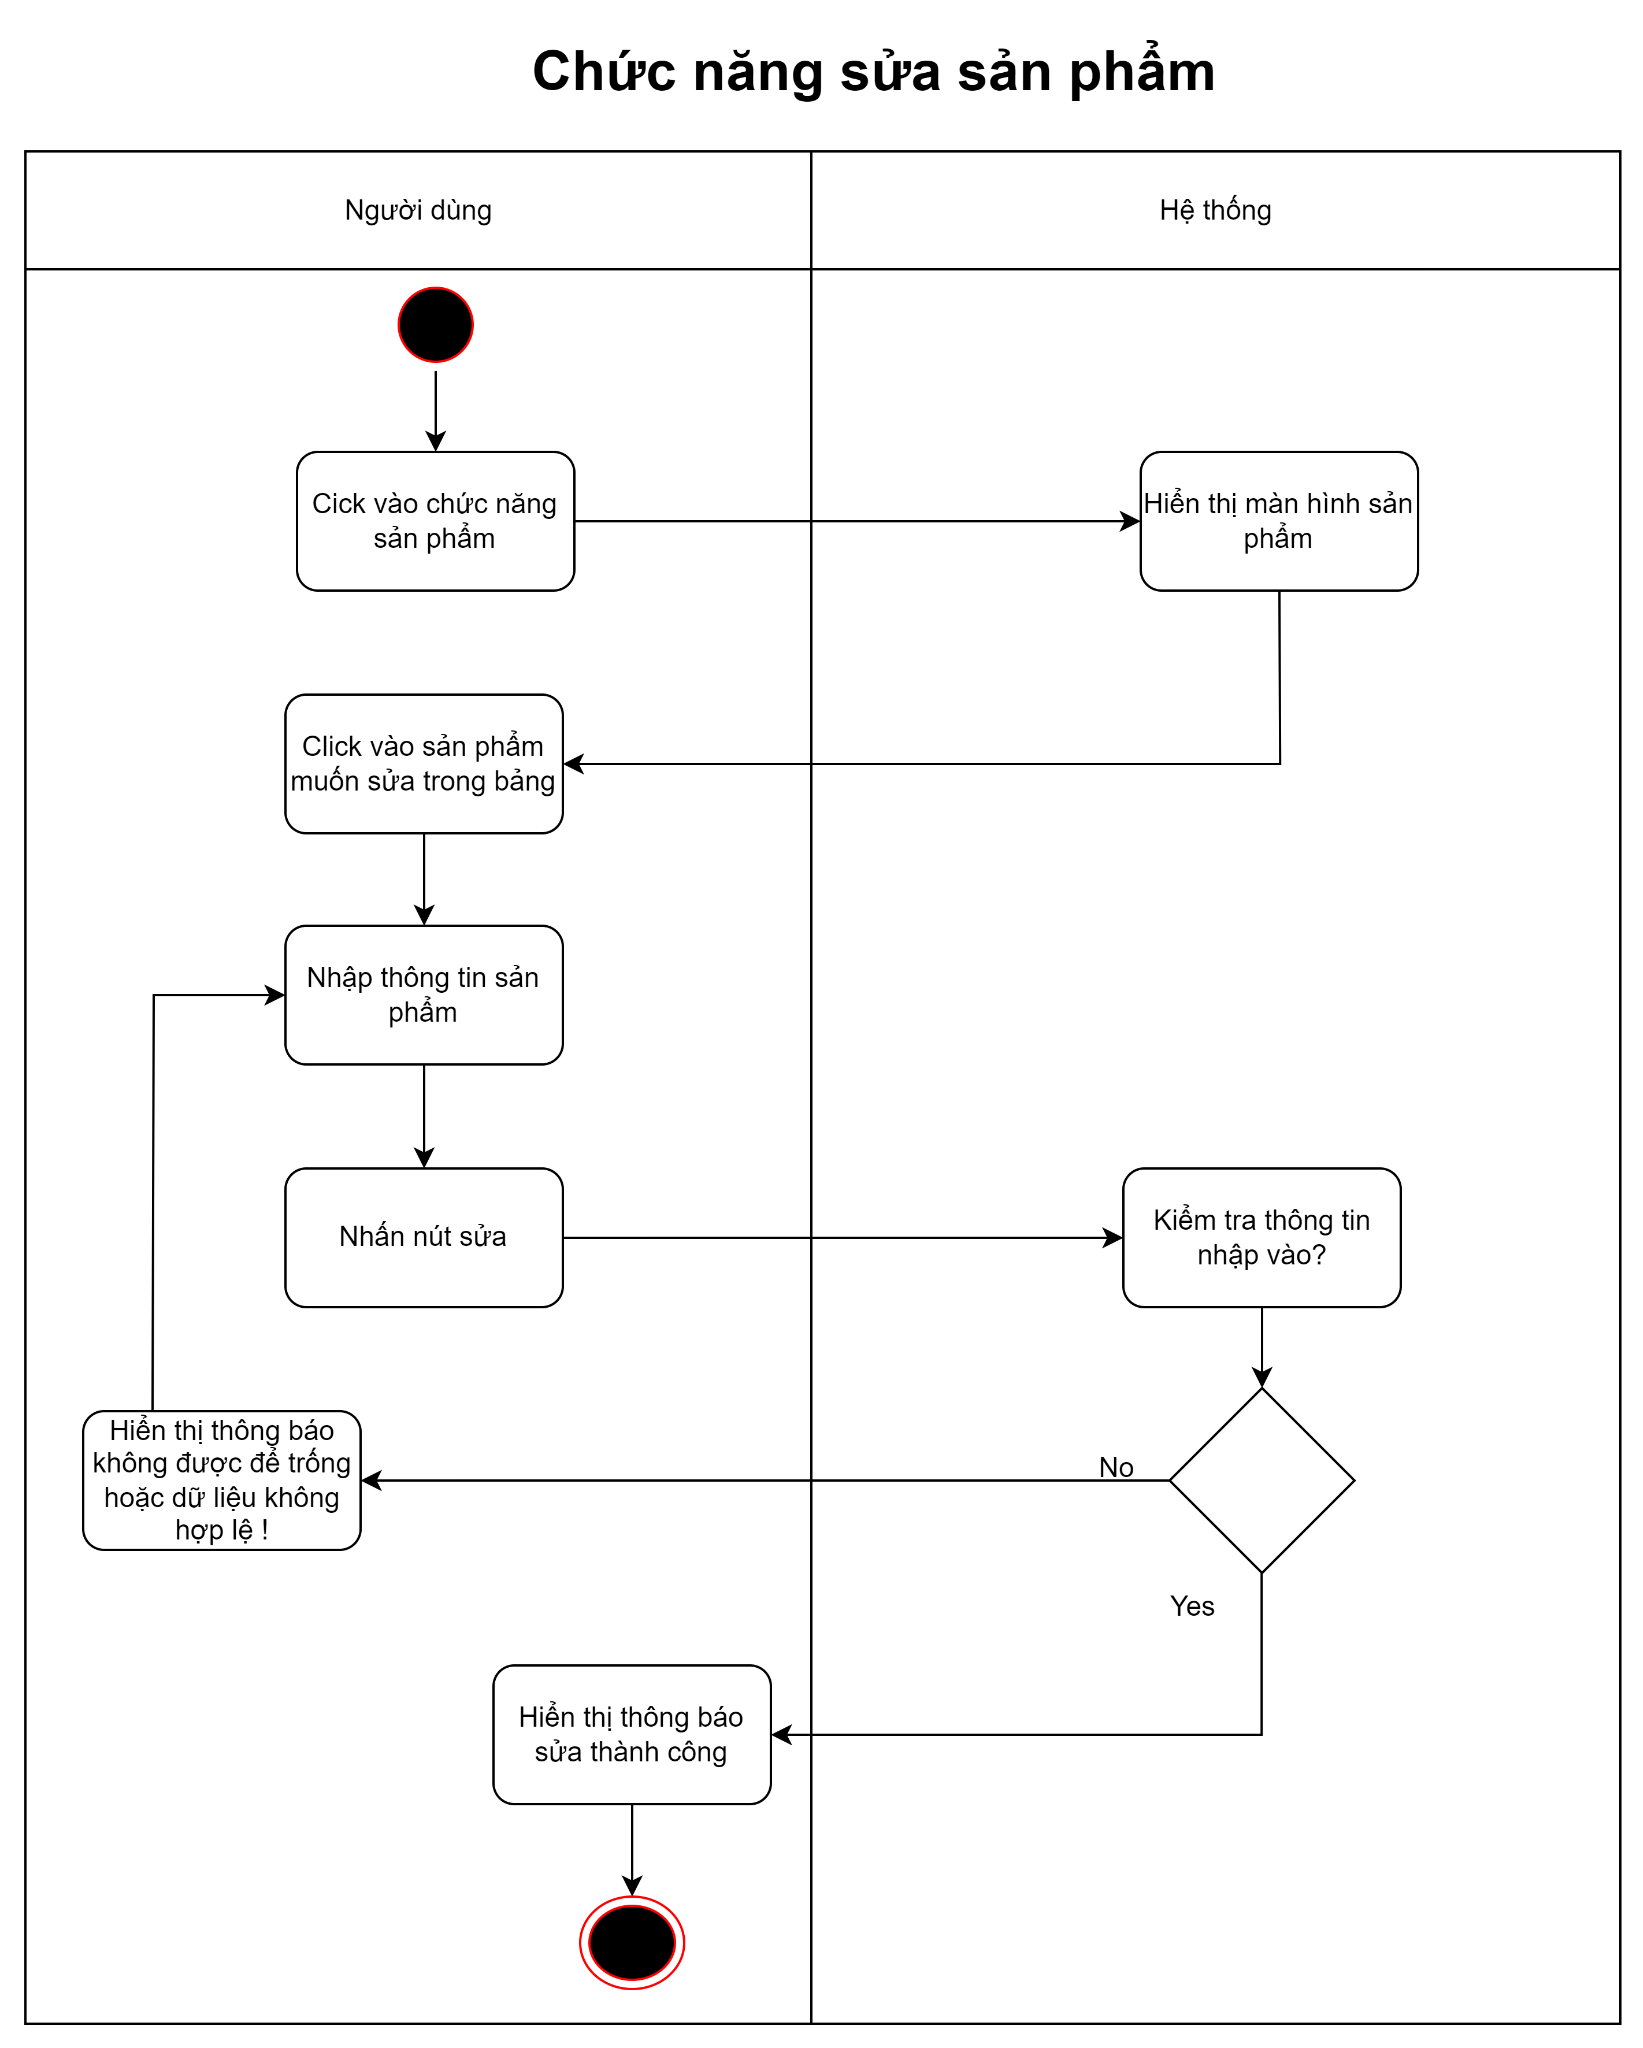 Chức năng sửa sản phẩm
Người dùng
Hệ thống
Cick vào chức năng
sản phẩm
Hiển thị màn hình sản
phẩm
Click vào sản phẩm
muốn sửa trong bảng
Nhập thông tin sản
phẩm
Nhấn nút sửa
Kiểm tra thông tin
nhập vào?
Hiển thị thông báo
không được để trống
hoặc dữ liệu không
hợp lệ !
No
Yes
Hiển thị thông báo
sửa thành công